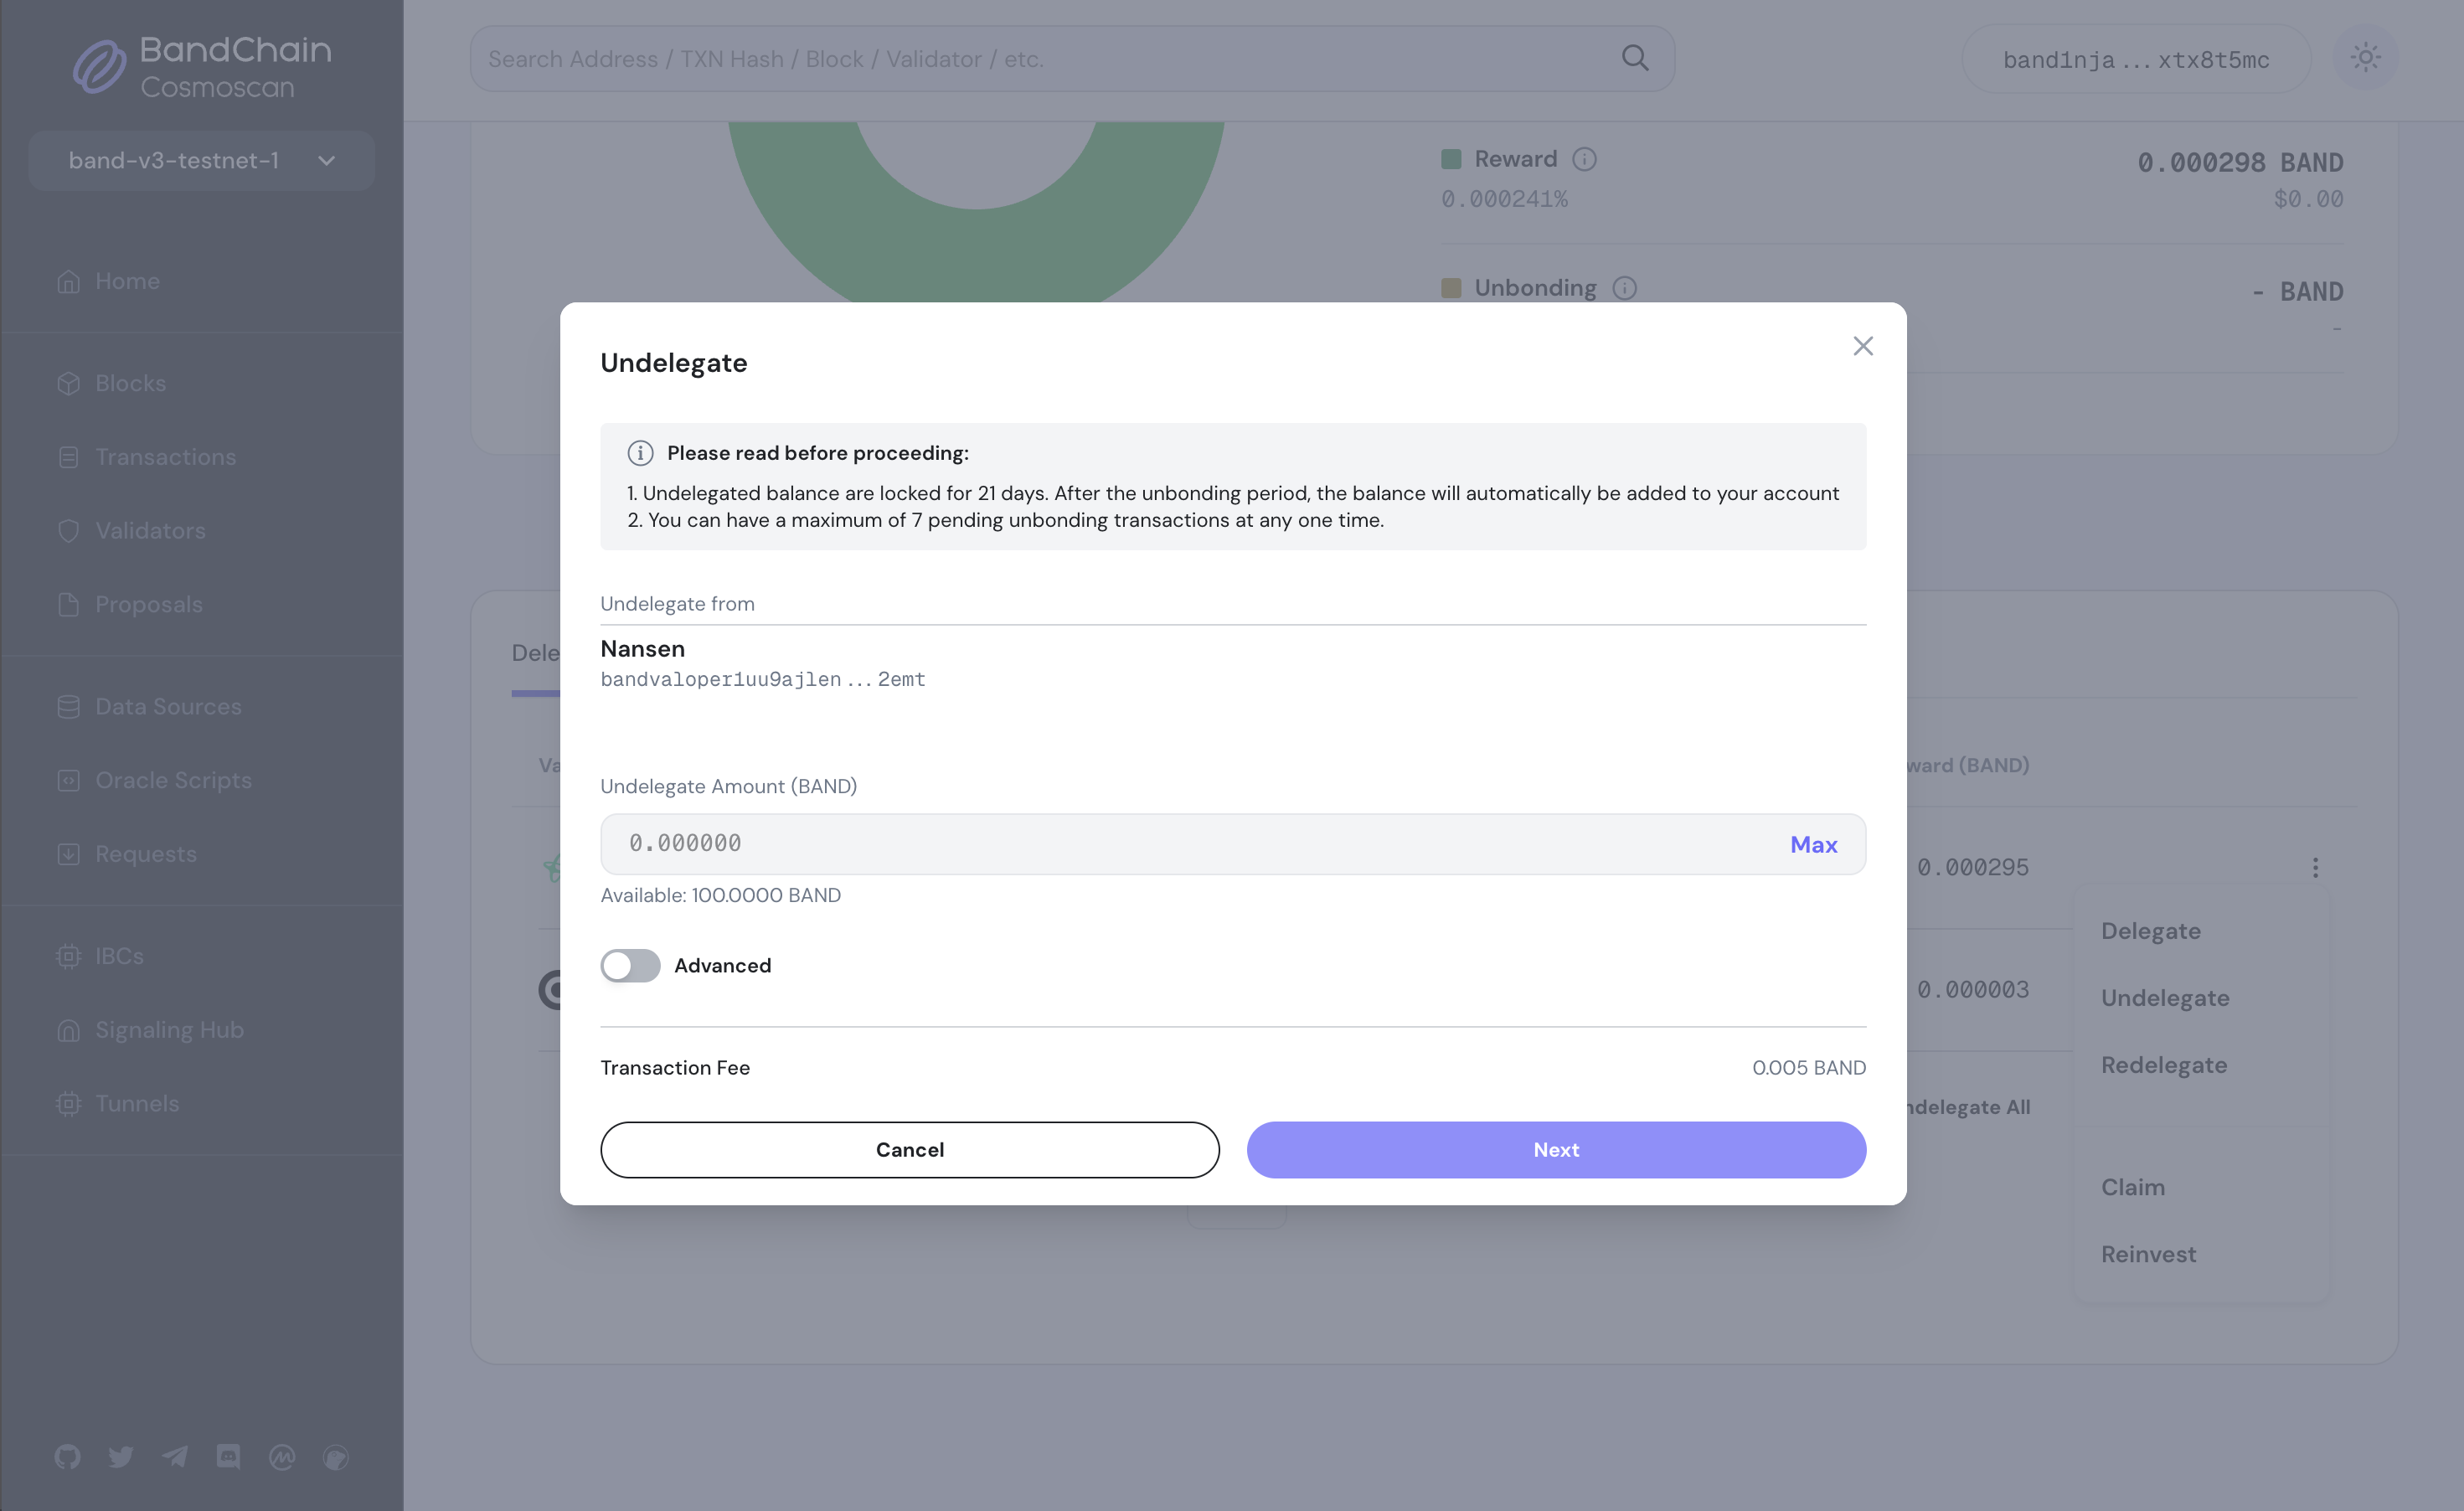 BandChain
Cosmoscan
band-v3-testnet-1
Home
Blocks
Transactions
Validators
Proposals
Data Sources
Oracle Scripts
Requests
IBCs
Signaling Hub
Tunnels
Search Address / TXN Hash / Block / Validator / etc.
band1nja...xtx8t5mc
Reward
0.000298 BAND
0.000241%
$0.00
Unbonding
- BAND
-
Undelegate
Please read before proceeding:
1. Undelegated balance are locked for 21 days. After the unbonding period, the balance will automatically be added to your account
2. You can have a maximum of 7 pending unbonding transactions at any one time.
Undelegate from
Nansen
bandvaloper1uu9ajlen...2emt
Undelegate Amount (BAND)
0.000000
Max
Available: 100.0000 BAND
Advanced
Transaction Fee
0.005 BAND
Cancel
Next
(BAND)
0.000295
0.000003
All
Delegate
Undelegate
Redelegate
Claim
Reinvest